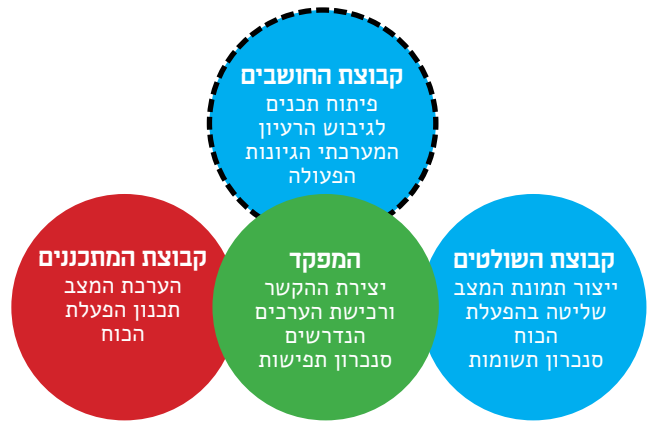 קבוצת החושבים
פיתוח תכנים
לגיבוש הרעיון
המערכתי הגיונות
הפעולה
קבוצת השולטים
ייצור תמונת המצב
שליטה בהפעלת
הכוח
סנכרון תשומות
המפקד
יצירת ההקשר
ורכישת הערכים
הנדרשים
סנכרון תפישות
קבוצת המתכננים
הערכת המצב
תכנון הפעלת
הכוח